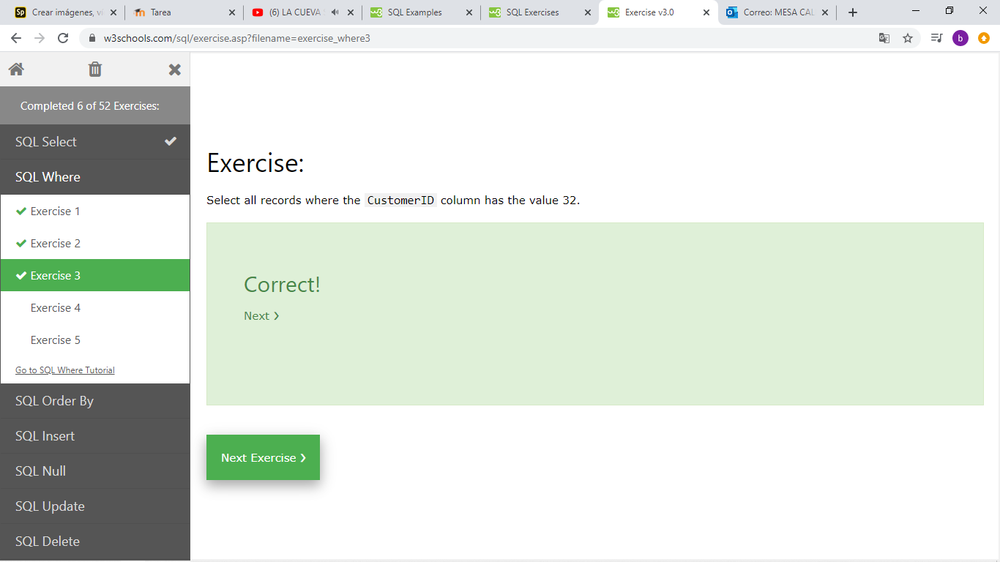 Crear imágenes, ví
Tarea
(6) LA CUEVA
SQL Examples
SQL Exercises
Exercise v3.0
Correo: MESA CAL
w3schools.com/sql/exercise.asp?filename=exercise_where3
b
Completed 6 of 52 Exercises:
SQL Select
SQL Where
Exercise 1
Exercise 2
Exercise 3
Exercise 4
Exercise 5
Go to SQL Where Tutorial
SQL Order By
SQL Insert
SQL Null
SQL Update
SQL Delete
Exercise:
Select all records where the CustomerID column has the value 32.
Correct!
Next ❯
Next Exercise ❯